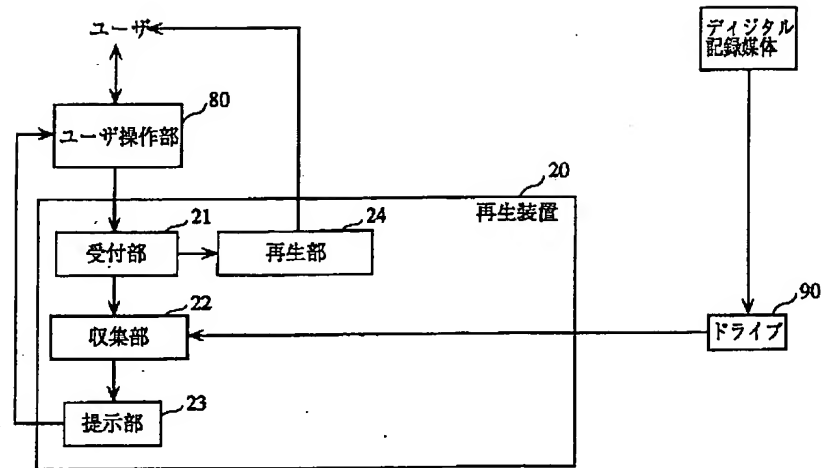 ユーザ
ディジタル
記録媒体
80
ユーザ操作部
20
再生装置
21
受付部
24
再生部
22
収集部
90
ドライブ
23
提示部